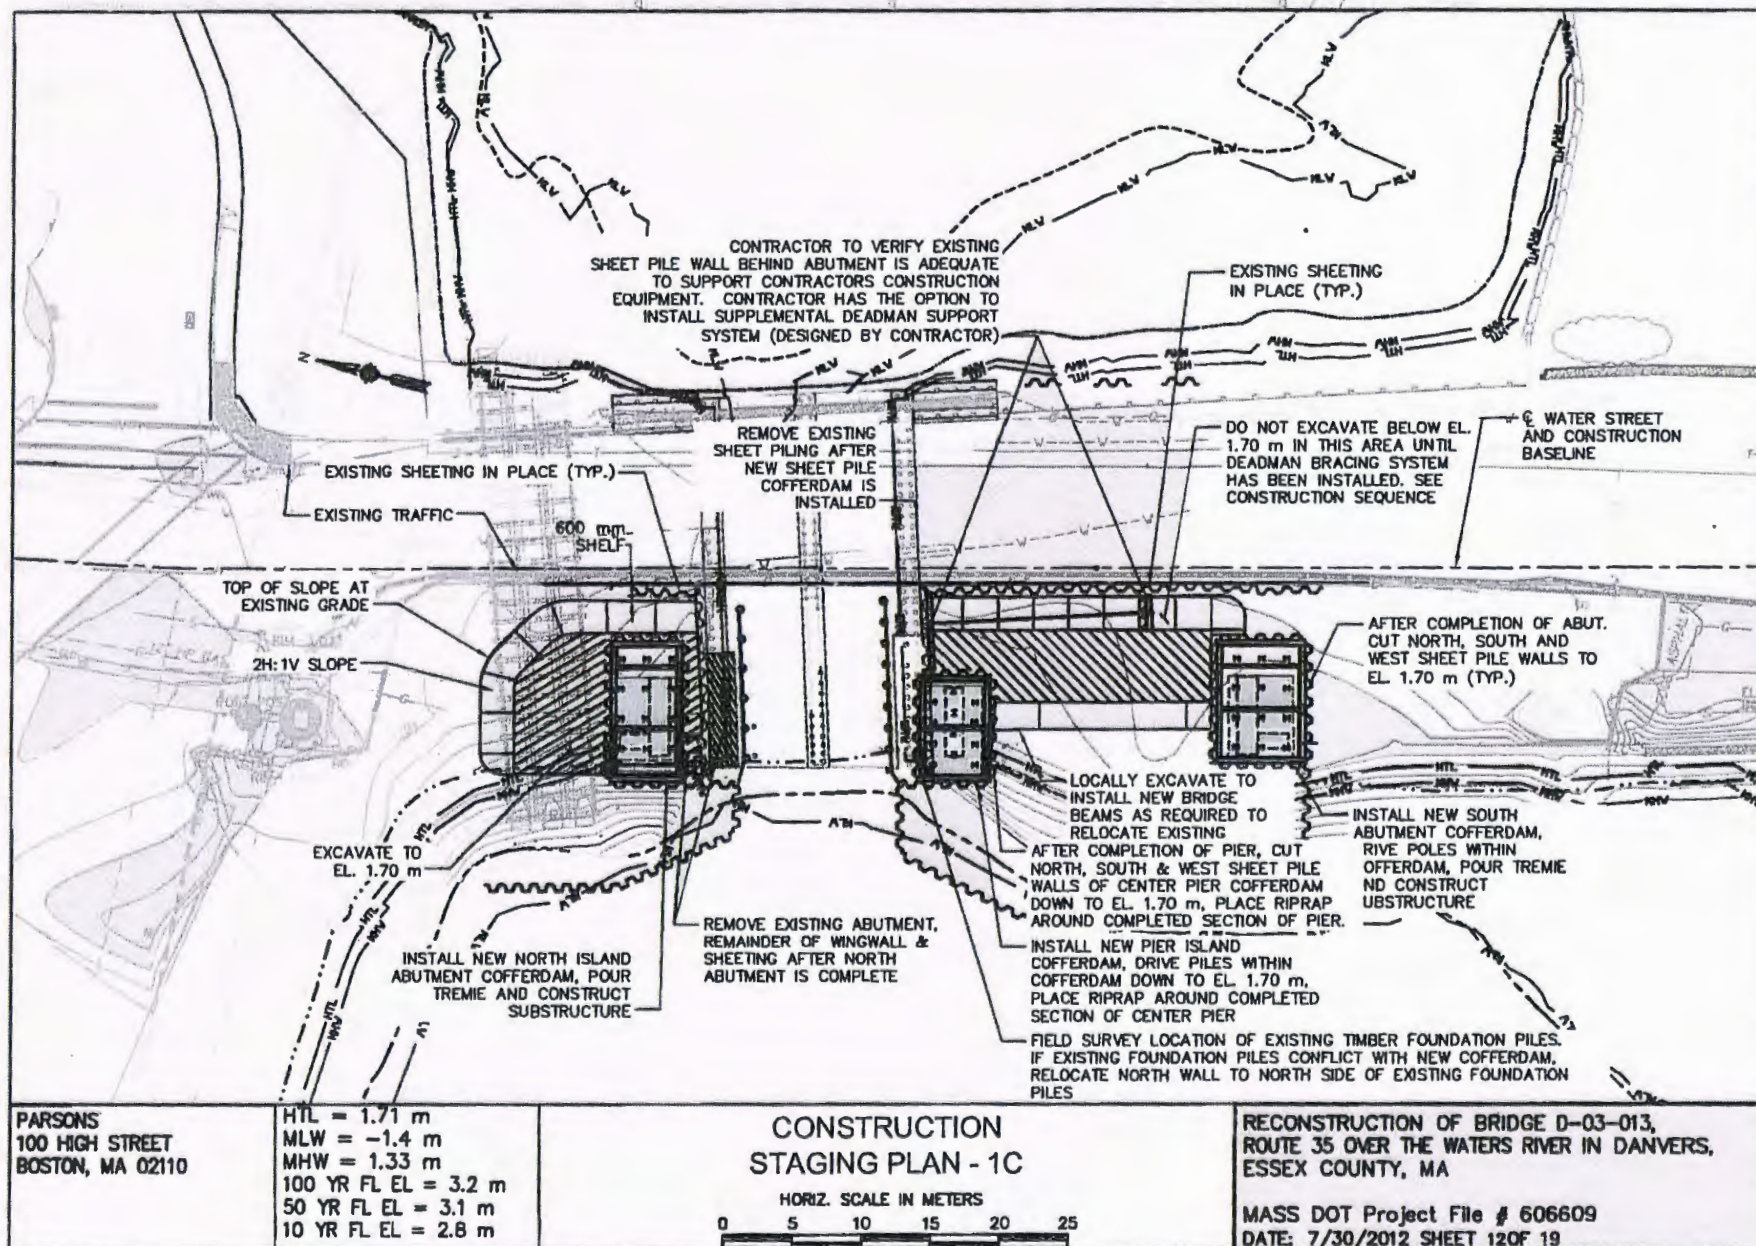 CONTRACTOR TO VERIFY EXISTING
SHEET PILE WALL BEHIND ABUTMENT IS ADEQUATE
TO SUPPORT CONTRACTORS CONSTRUCTION
EQUIPMENT. CONTRACTOR HAS THE OPTION TO
INSTALL SUPPLEMENTAL DEADMAN SUPPORT
SYSTEM (DESIGNED BY CONTRACTOR)
EXISTING SHEETING
IN PLACE (TYP.)
N
REMOVE EXISTING
SHEET PILING AFTER
NEW SHEET PILE
COFFERDAM IS
INSTALLED
DO NOT EXCAVATE BELOW EL.
1.70 m IN THIS AREA UNTIL
DEADMAN BRACING SYSTEM
HAS BEEN INSTALLED. SEE
CONSTRUCTION SEQUENCE
℄ WATER STREET
AND CONSTRUCTION
BASELINE
EXISTING SHEETING IN PLACE (TYP.)
EXISTING TRAFFIC
600 mm
SHELF
TOP OF SLOPE AT
EXISTING GRADE
2H:1V SLOPE
AFTER COMPLETION OF ABUT.
CUT NORTH, SOUTH AND
WEST SHEET PILE WALLS TO
EL. 1.70 m (TYP.)
ASPHALT
EXCAVATE TO
EL. 1.70 m
LOCALLY EXCAVATE TO
INSTALL NEW BRIDGE
BEAMS AS REQUIRED TO
RELOCATE EXISTING
AFTER COMPLETION OF PIER, CUT
NORTH, SOUTH & WEST SHEET PILE
WALLS OF CENTER PIER COFFERDAM
DOWN TO EL. 1.70 m, PLACE RIPRAP
AROUND COMPLETED SECTION OF PIER.
INSTALL NEW SOUTH
ABUTMENT COFFERDAM,
RIVE POLES WITHIN
OFFERDAM, POUR TREMIE
ND CONSTRUCT
UBSTRUCTURE
INSTALL NEW NORTH ISLAND
ABUTMENT COFFERDAM, POUR
TREMIE AND CONSTRUCT
SUBSTRUCTURE
REMOVE EXISTING ABUTMENT,
REMAINDER OF WINGWALL &
SHEETING AFTER NORTH
ABUTMENT IS COMPLETE
INSTALL NEW PIER ISLAND
COFFERDAM, DRIVE PILES WITHIN
COFFERDAM DOWN TO EL. 1.70 m,
PLACE RIPRAP AROUND COMPLETED
SECTION OF CENTER PIER
FIELD SURVEY LOCATION OF EXISTING TIMBER FOUNDATION PILES.
IF EXISTING FOUNDATION PILES CONFLICT WITH NEW COFFERDAM,
RELOCATE NORTH WALL TO NORTH SIDE OF EXISTING FOUNDATION
PILES
PARSONS
100 HIGH STREET
BOSTON, MA 02110
HTL = 1.71 m
MLW = -1.4 m
MHW = 1.33 m
100 YR FL EL = 3.2 m
50 YR FL EL = 3.1 m
10 YR FL EL = 2.8 m
CONSTRUCTION
STAGING PLAN - 1C
HORIZ. SCALE IN METERS
0 5 10 15 20 25
RECONSTRUCTION OF BRIDGE D-03-013,
ROUTE 35 OVER THE WATERS RIVER IN DANVERS,
ESSEX COUNTY, MA
MASS DOT Project File # 606609
DATE: 7/30/2012 SHEET 12OF 19